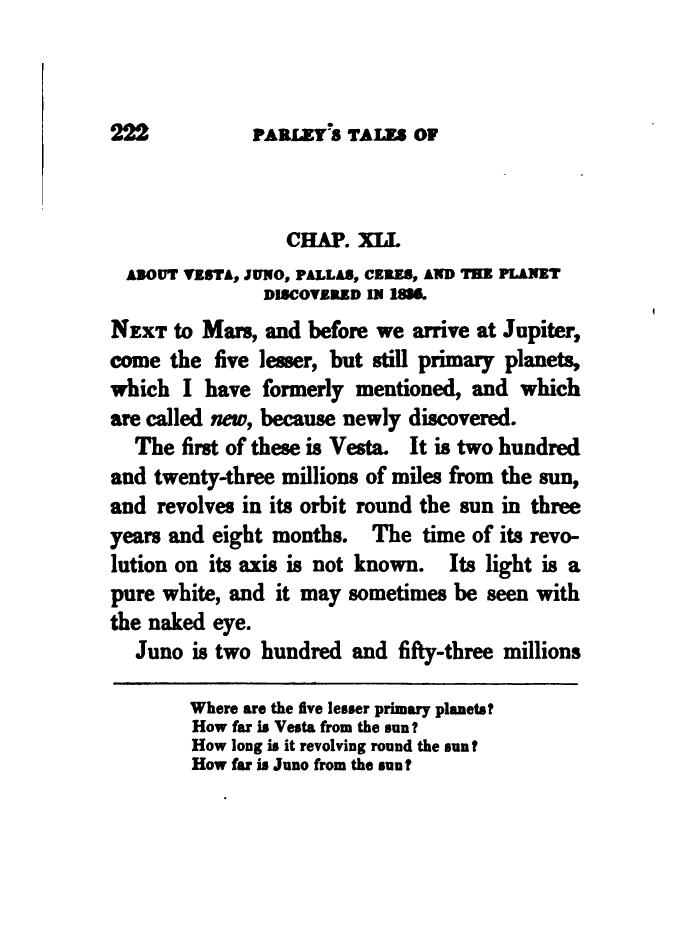 222 PARLEY'S TALES OF
CHAP. XLI.
ABOUT VESTA, JUNO, PALLAS, CERES, AND THE PLANET
DISCOVERED IN 1836.
NEXT to Mars, and before we arrive at Jupiter,
come the five lesser, but still primary planets,
which I have formerly mentioned, and which
are called new, because newly discovered.
The first of these is Vesta. It is two hundred
and twenty-three millions of miles from the sun,
and revolves in its orbit round the sun in three
years and eight months. The time of its revo-
lution on its axis is not known. Its light is a
pure white, and it may sometimes be seen with
the naked eye.
Juno is two hundred and fifty-three millions
Where are the five lesser primary planets?
How far is Vesta from the sun?
How long is it revolving round the sun?
How far is Juno from the sun?